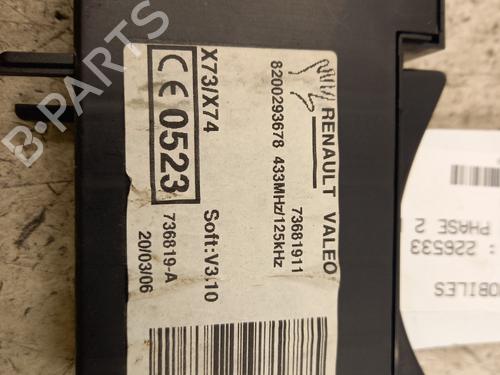 RENAULT VALEO
8200293678 433MHz/125kHz
73681911
X73/X74
CE 0523
Soft:V3.10
736819-A
20/03/06
: 226533
PHASE 2
OBILES
B-PARTS